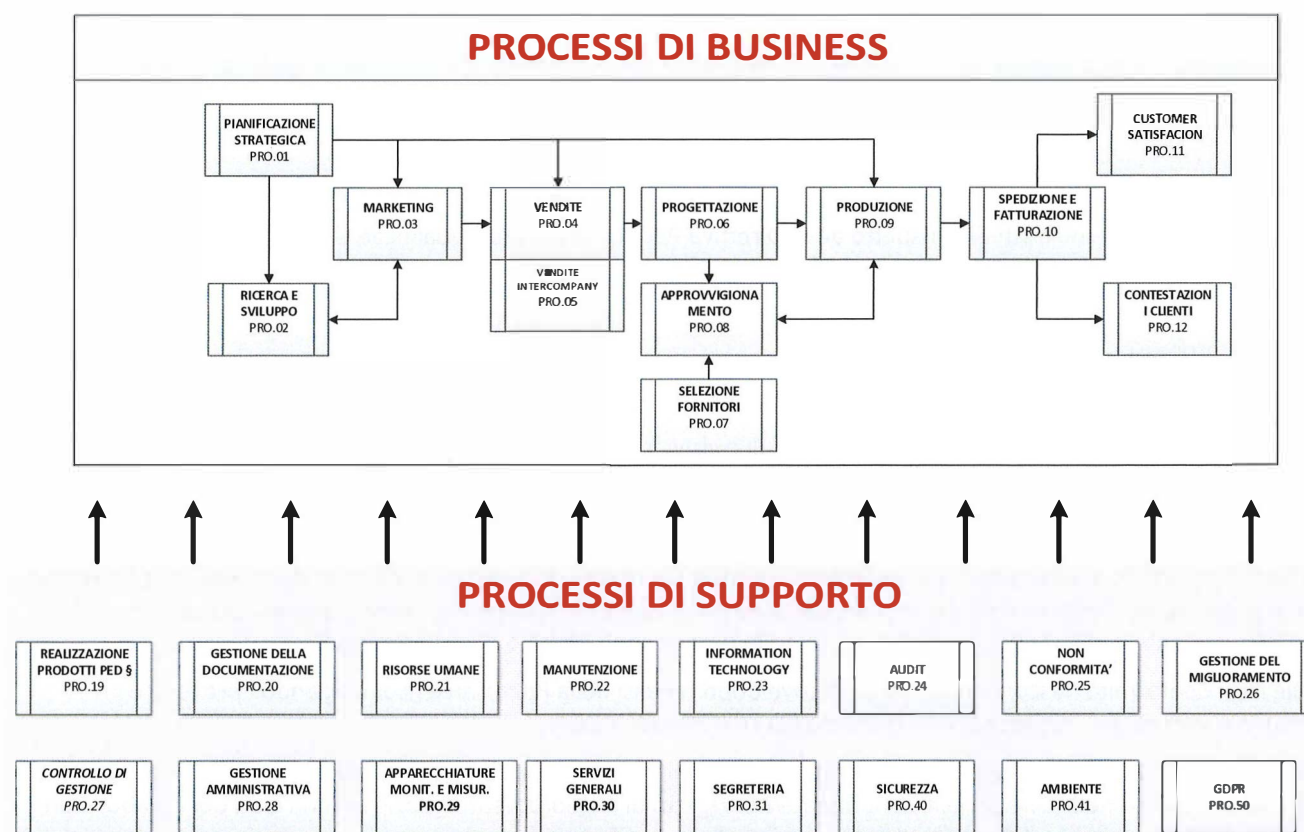 PROCESSI DI BUSINESS
PIANIFICAZIONE
STRATEGICA
PRO.01
CUSTOMER
SATISFACION
PRO.11
MARKETING
PRO.03
VENDITE
PRO.04
PROGETTAZIONE
PRO.06
PRODUZIONE
PRO.09
SPEDIZIONE E
FATTURAZIONE
PRO.10
VENDITE
INTERCOMPANY
PRO.05
RICERCA E
SVILUPPO
PRO.02
APPROVVIGIONA
MENTO
PRO.08
CONTESTAZION
I CLIENTI
PRO.12
SELEZIONE
FORNITORI
PRO.07
PROCESSI DI SUPPORTO
REALIZZAZIONE
PRODOTTI PED §
PRO.19
GESTIONE DELLA
DOCUMENTAZIONE
PRO.20
RISORSE UMANE
PRO.21
MANUTENZIONE
PRO.22
INFORMATION
TECHNOLOGY
PRO.23
AUDIT
PRO.24
NON
CONFORMITA'
PRO.25
GESTIONE DEL
MIGLIORAMENTO
PRO.26
CONTROLLO DI
GESTIONE
PRO.27
GESTIONE
AMMINISTRATIVA
PRO.28
APPARECCHIATURE
MONIT. E MISUR.
PRO.29
SERVIZI
GENERALI
PRO.30
SEGRETERIA
PRO.31
SICUREZZA
PRO.40
AMBIENTE
PRO.41
GDPR
PRO.50